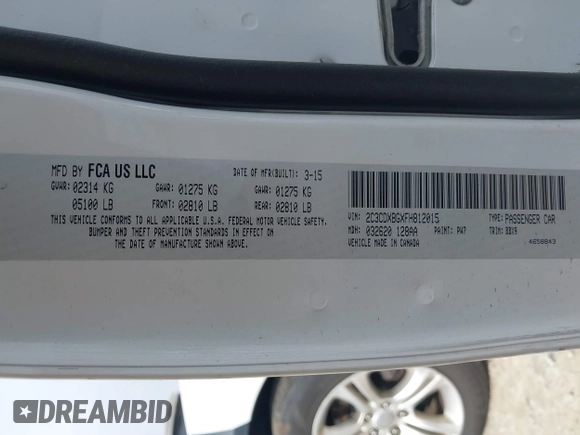 MFD BY FCA US LLC
DATE OF MFR(BUILT): 3-15
GVWR: 02314 KG
GAWR: 01275 KG
GAWR: 01275 KG
05100 LB
FRONT: 02810 LB
REAR: 02810 LB
THIS VEHICLE CONFORMS TO ALL APPLICABLE U.S.A. FEDERAL MOTOR VEHICLE SAFETY,
BUMPER AND THEFT PREVENTION STANDARDS IN EFFECT ON
THE DATE OF MANUFACTURE SHOWN ABOVE.
VIN: 2C3CDXBGXFH812015
TYPE: PASSENGER CAR
MDH: 032620 128AA
PAINT: PW7
TRIM: BBX9
VEHICLE MADE IN CANADA
4658843
DREAMBID